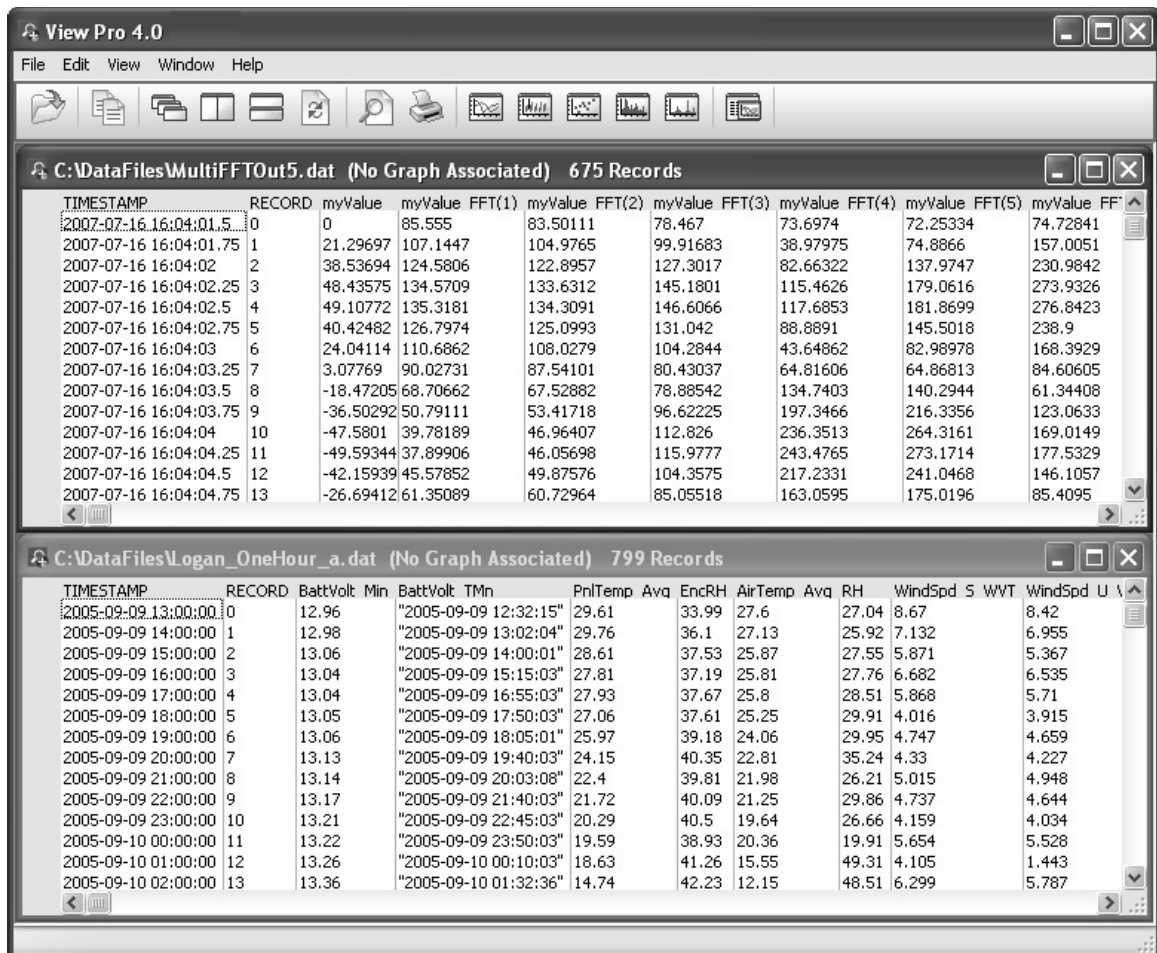 View Pro 4.0
File Edit View Window Help
C:\DataFiles\MultiFFTOut5.dat (No Graph Associated) 675 Records
TIMESTAMP RECORD myValue myValue_FFT(1) myValue_FFT(2) myValue_FFT(3) myValue_FFT(4) myValue_FFT(5) myValue_FF
2007-07-16 16:04:01.5 0 0 85.555 83.50111 78.467 73.6974 72.25334 74.72841
2007-07-16 16:04:01.75 1 21.29697 107.1447 104.9765 99.91683 38.97975 74.8866 157.0051
2007-07-16 16:04:02 2 38.53694 124.5806 122.8957 127.3017 82.66322 137.9747 230.9842
2007-07-16 16:04:02.25 3 48.43575 134.5709 133.6312 145.1801 115.4626 179.0616 273.9326
2007-07-16 16:04:02.5 4 49.10772 135.3181 134.3091 146.6066 117.6853 181.8699 276.8423
2007-07-16 16:04:02.75 5 40.42482 126.7974 125.0993 131.042 88.8891 145.5018 238.9
2007-07-16 16:04:03 6 24.04114 110.6862 108.0279 104.2844 43.64862 82.98978 168.3929
2007-07-16 16:04:03.25 7 3.07769 90.02731 87.54101 80.43037 64.81606 64.86813 84.60605
2007-07-16 16:04:03.5 8 -18.47205 68.70662 67.52882 78.88542 134.7403 140.2944 61.34408
2007-07-16 16:04:03.75 9 -36.50292 50.79111 53.41718 96.62225 197.3466 216.3356 123.0633
2007-07-16 16:04:04 10 -47.5801 39.78189 46.96407 112.826 236.3513 264.3161 169.0149
2007-07-16 16:04:04.25 11 -49.59344 37.89906 46.05698 115.9777 243.4765 273.1714 177.5329
2007-07-16 16:04:04.5 12 -42.15939 45.57852 49.87576 104.3575 217.2331 241.0468 146.1057
2007-07-16 16:04:04.75 13 -26.69412 61.35089 60.72964 85.05518 163.0595 175.0196 85.4095
C:\DataFiles\Logan_OneHour_a.dat (No Graph Associated) 799 Records
TIMESTAMP RECORD BattVolt_Min BattVolt_TMn PnlTemp_Avg EncRH AirTemp_Avg RH WindSpd_S_WVT WindSpd_U_
2005-09-09 13:00:00 0 12.96 "2005-09-09 12:32:15" 29.61 33.99 27.6 27.04 8.67 8.42
2005-09-09 14:00:00 1 12.98 "2005-09-09 13:02:04" 29.76 36.1 27.13 25.92 7.132 6.955
2005-09-09 15:00:00 2 13.06 "2005-09-09 14:00:01" 28.61 37.53 25.87 27.55 5.871 5.367
2005-09-09 16:00:00 3 13.04 "2005-09-09 15:15:03" 27.81 37.19 25.81 27.76 6.682 6.535
2005-09-09 17:00:00 4 13.04 "2005-09-09 16:55:03" 27.93 37.67 25.8 28.51 5.868 5.71
2005-09-09 18:00:00 5 13.05 "2005-09-09 17:50:03" 27.06 37.61 25.25 29.91 4.016 3.915
2005-09-09 19:00:00 6 13.06 "2005-09-09 18:05:01" 25.97 39.18 24.06 29.95 4.747 4.659
2005-09-09 20:00:00 7 13.13 "2005-09-09 19:40:03" 24.15 40.35 22.81 35.24 4.33 4.227
2005-09-09 21:00:00 8 13.14 "2005-09-09 20:03:08" 22.4 39.81 21.98 26.21 5.015 4.948
2005-09-09 22:00:00 9 13.17 "2005-09-09 21:40:03" 21.72 40.09 21.25 29.86 4.737 4.644
2005-09-09 23:00:00 10 13.21 "2005-09-09 22:45:03" 20.29 40.5 19.64 26.66 4.159 4.034
2005-09-10 00:00:00 11 13.22 "2005-09-09 23:50:03" 19.59 38.93 20.36 19.91 5.654 5.528
2005-09-10 01:00:00 12 13.26 "2005-09-10 00:10:03" 18.63 41.26 15.55 49.31 4.105 1.443
2005-09-10 02:00:00 13 13.36 "2005-09-10 01:32:36" 14.74 42.23 12.15 48.51 6.299 5.787